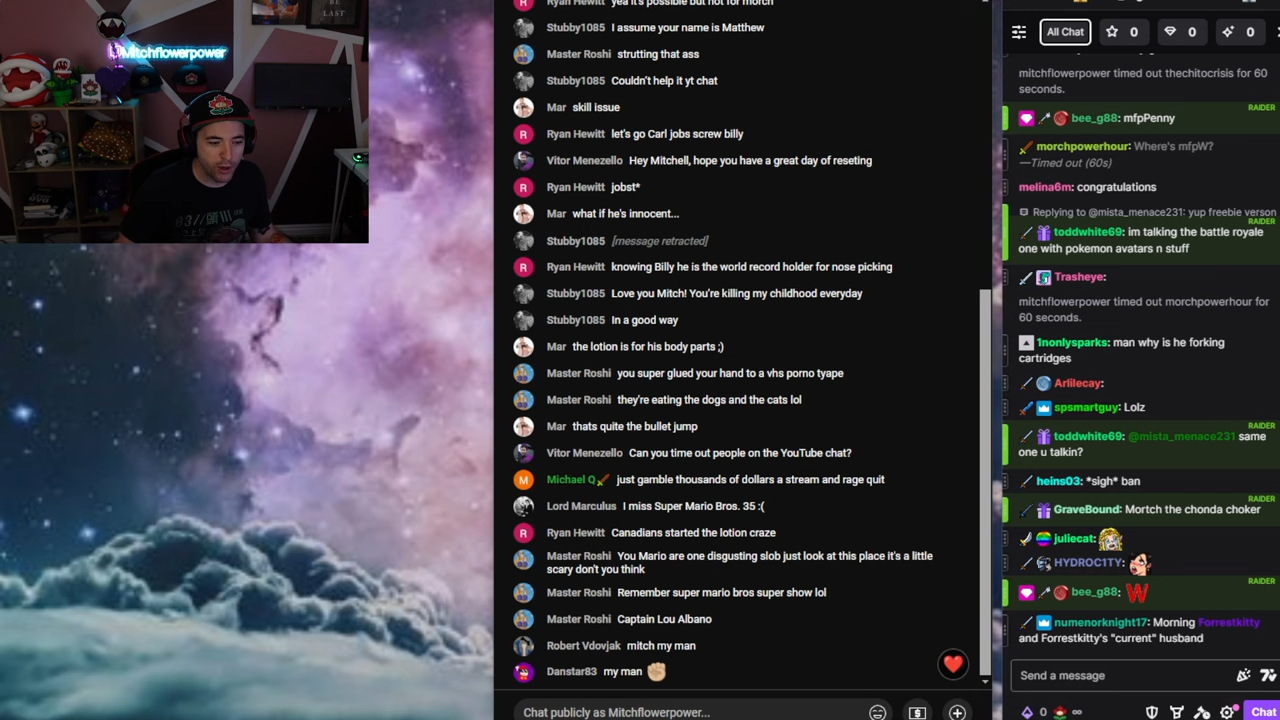 BE
LAST
Mitchflowerpower
83//
Ryan Hewitt yea it's possible but not for morch
Stubby1085 I assume your name is Matthew
Master Roshi strutting that ass
Stubby1085 Couldn't help it yt chat
Mar skill issue
R Ryan Hewitt let's go Carl jobs screw billy
Vitor Menezello Hey Mitchell, hope you have a great day of reseting
R Ryan Hewitt jobst*
Mar what if he's innocent...
Stubby1085 [message retracted]
R Ryan Hewitt knowing Billy he is the world record holder for nose picking
Stubby1085 Love you Mitch! You're killing my childhood everyday
Stubby1085 In a good way
Mar the lotion is for his body parts ;)
Master Roshi you super glued your hand to a vhs porno tyape
Master Roshi they're eating the dogs and the cats lol
Mar thats quite the bullet jump
Vitor Menezello Can you time out people on the YouTube chat?
M Michael Q just gamble thousands of dollars a stream and rage quit
Lord Marculus I miss Super Mario Bros. 35 :(
R Ryan Hewitt Canadians started the lotion craze
Master Roshi You Mario are one disgusting slob just look at this place it's a little
scary don't you think
Master Roshi Remember super mario bros super show lol
Master Roshi Captain Lou Albano
Robert Vdovjak mitch my man
Danstar83 my man
Chat publicly as Mitchflowerpower...
All Chat 0 0 0
mitchflowerpower timed out thechitocrisis for 60
seconds.
RAIDER
bee_g88: mfpPenny
morchpowerhour: Where's mfpW?
—Timed out (60s)
melina6m: congratulations
Replying to @mista_menace231: yup freebie verson
RAIDER
toddwhite69: im talking the battle royale
one with pokemon avatars n stuff
Trasheye:
mitchflowerpower timed out morchpowerhour for
60 seconds.
1nonlysparks: man why is he forking
cartridges
Arlilecay:
spsmartguy: Lolz
RAIDER
toddwhite69: @mista_menace231 same
one u talkin?
heins03: *sigh* ban
RAIDER
GraveBound: Mortch the chonda choker
juliecat:
HYDROC1TY:
RAIDER
bee_g88: W
numenorknight17: Morning Forrestkitty
and Forrestkitty's "current" husband
Send a message
0 ∞ Chat